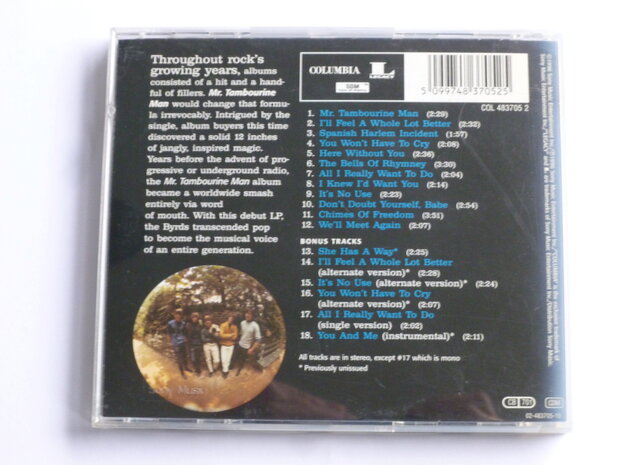 Throughout rock's
growing years, albums
consisted of a hit and a hand-
ful of fillers. Mr. Tambourine
Man would change that formu-
la irrevocably. Intrigued by the
single, album buyers this time
discovered a solid 12 inches
of jangly, inspired magic.
Years before the advent of pro-
gressive or underground radio,
the Mr. Tambourine Man album
became a worldwide smash
entirely via word
of mouth. With this debut LP,
the Byrds transcended pop
to become the musical voice
of an entire generation.
COLUMBIA
LEGACY
SBM
5 099748 370525
COL 483705 2
1. Mr. Tambourine Man (2:29)
2. I'll Feel A Whole Lot Better (2:32)
3. Spanish Harlem Incident (1:57)
4. You Won't Have To Cry (2:08)
5. Here Without You (2:36)
6. The Bells Of Rhymney (3:30)
7. All I Really Want To Do (2:04)
8. I Knew I'd Want You (2:14)
9. It's No Use (2:23)
10. Don't Doubt Yourself, Babe (2:54)
11. Chimes Of Freedom (3:51)
12. We'll Meet Again (2:07)
BONUS TRACKS
13. She Has A Way* (2:25)
14. I'll Feel A Whole Lot Better
(alternate version)* (2:28)
15. It's No Use (alternate version)* (2:24)
16. You Won't Have To Cry
(alternate version)* (2:07)
17. All I Really Want To Do
(single version) (2:02)
18. You And Me (instrumental)* (2:11)
All tracks are in stereo, except #17 which is mono
* Previously unissued
CB 701
CDM
02-483705-10